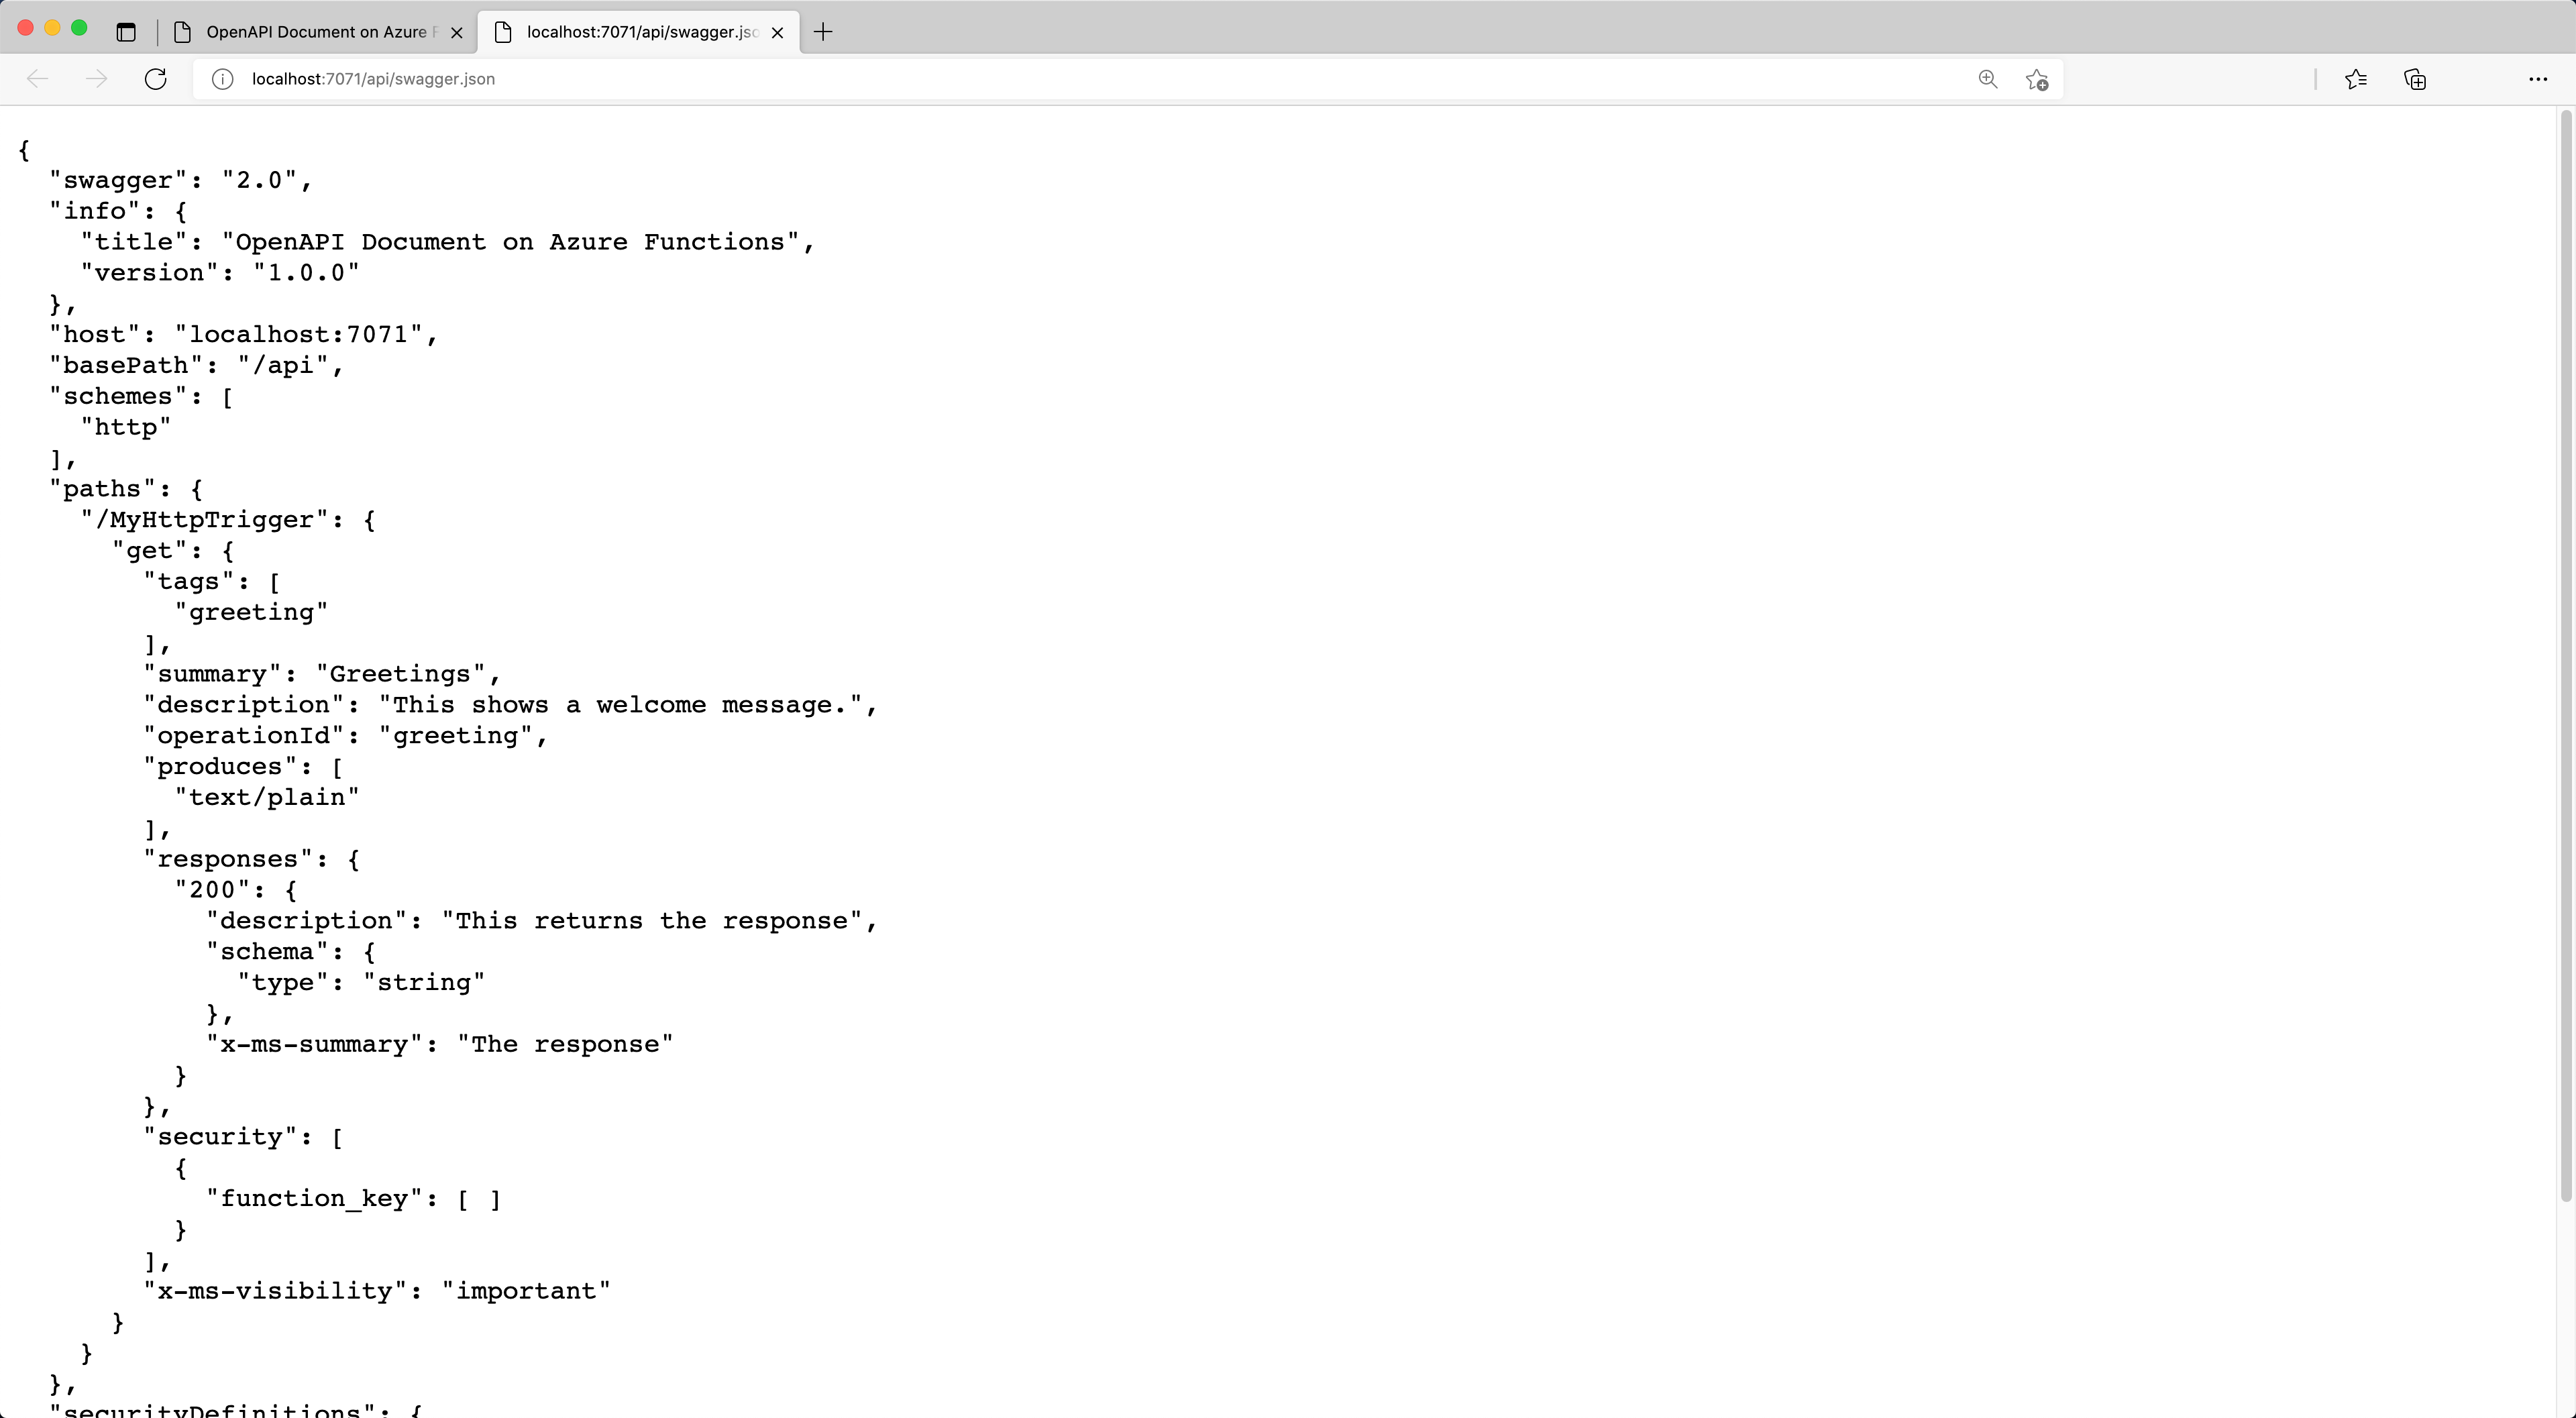 OpenAPI Document on Azure F
localhost:7071/api/swagger.jso
localhost:7071/api/swagger.json
{
  "swagger": "2.0",
  "info": {
    "title": "OpenAPI Document on Azure Functions",
    "version": "1.0.0"
  },
  "host": "localhost:7071",
  "basePath": "/api",
  "schemes": [
    "http"
  ],
  "paths": {
    "/MyHttpTrigger": {
      "get": {
        "tags": [
          "greeting"
        ],
        "summary": "Greetings",
        "description": "This shows a welcome message.",
        "operationId": "greeting",
        "produces": [
          "text/plain"
        ],
        "responses": {
          "200": {
            "description": "This returns the response",
            "schema": {
              "type": "string"
            },
            "x-ms-summary": "The response"
          }
        },
        "security": [
          {
            "function_key": [ ]
          }
        ],
        "x-ms-visibility": "important"
      }
    }
  },
  "securityDefinitions": {